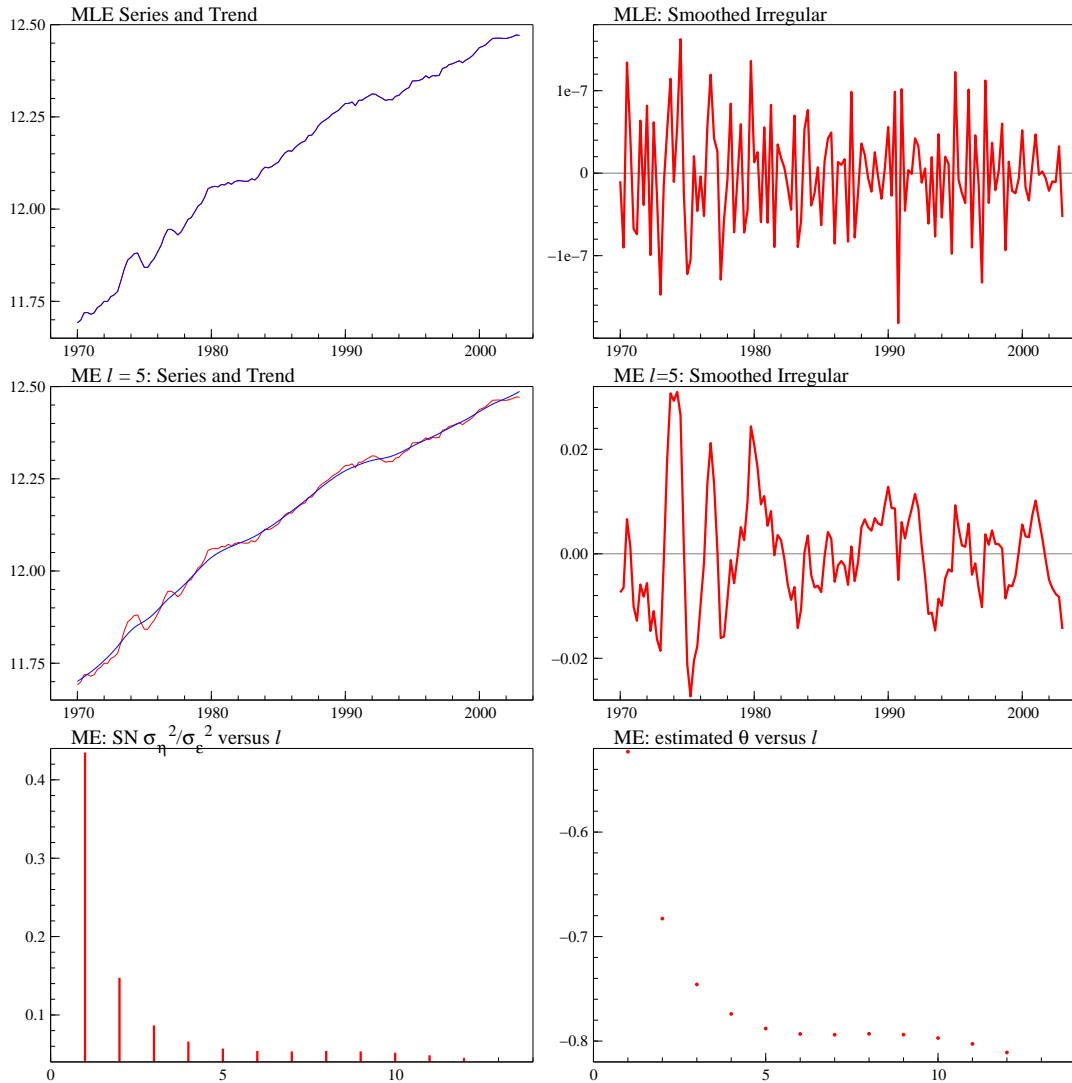 MLE Series and Trend
12.50
12.25
12.00
11.75
1970 1980 1990 2000
MLE: Smoothed Irregular
1e−7
0
−1e−7
1970 1980 1990 2000
ME l = 5: Series and Trend
12.50
12.25
12.00
11.75
1970 1980 1990 2000
ME l=5: Smoothed Irregular
0.02
0.00
−0.02
1970 1980 1990 2000
ME: SN σ_η²/σ_ε² versus l
0.4
0.3
0.2
0.1
0 5 10
ME: estimated θ versus l
−0.6
−0.7
−0.8
0 5 10